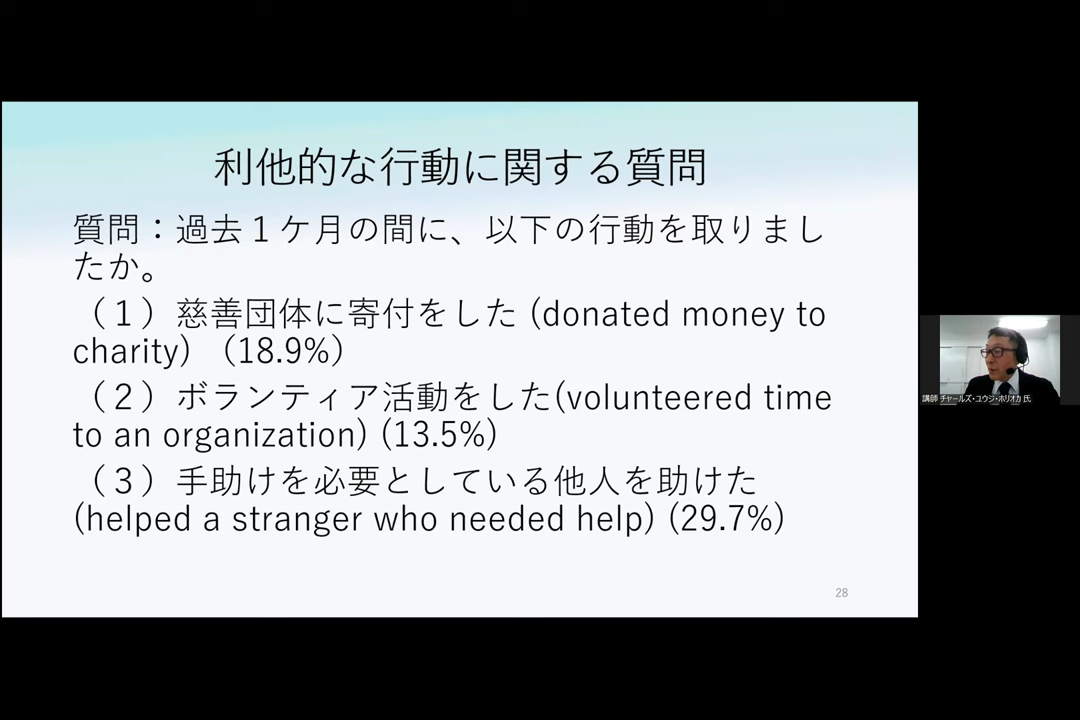 利他的な行動に関する質問
質問：過去１ケ月の間に、以下の行動を取りまし
たか。
（１）慈善団体に寄付をした (donated money to
charity) （18.9%）
（２）ボランティア活動をした(volunteered time
to an organization) (13.5%)
（３）手助けを必要としている他人を助けた
(helped a stranger who needed help) (29.7%)
28
講師 チャールズ・ユウジ・ホリオカ 氏